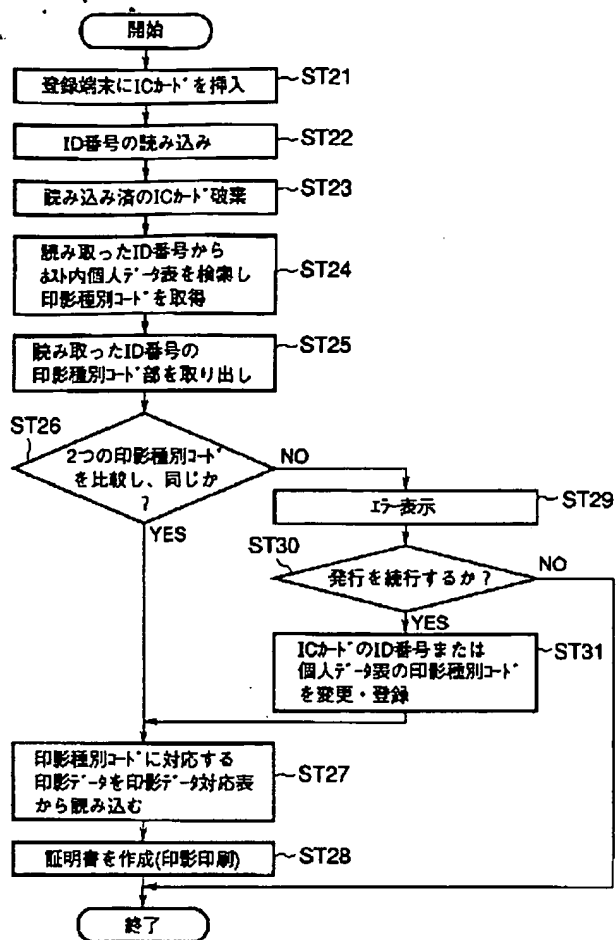 開始
登録端末にICカードを挿入
ST21
ID番号の読み込み
ST22
読み込み済のICカード破棄
ST23
読み取ったID番号から
ホスト内個人データ表を検索し
印影種別コードを取得
ST24
読み取ったID番号の
印影種別コード部を取り出し
ST25
ST26
2つの印影種別コード
を比較し、同じか
?
NO
YES
エラー表示
ST29
ST30
発行を続行するか?
NO
YES
ICカードのID番号または
個人データ表の印影種別コード
を変更・登録
ST31
印影種別コードに対応する
印影データを印影データ対応表
から読み込む
ST27
証明書を作成(印影印刷)
ST28
終了